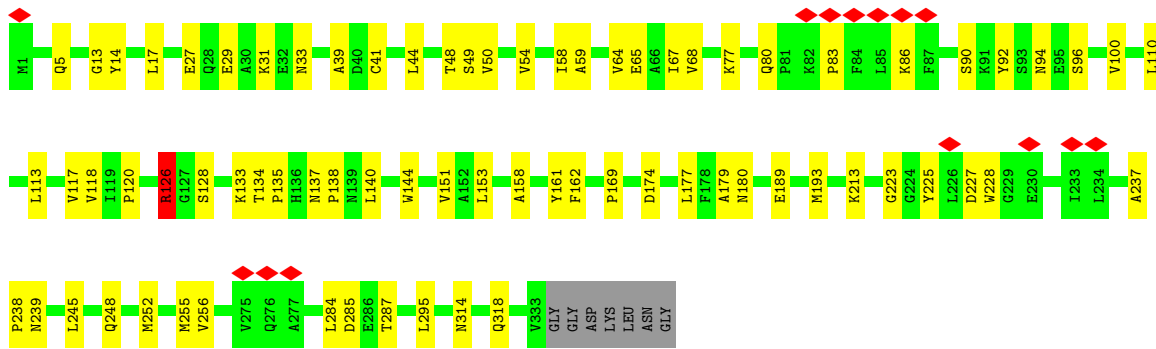 M1 Q5 G13 Y14 L17 E27 Q28 E29 A30 K31 E32 N33 A39 D40 C41 L44 T48 S49 V50 V54 I58 A59 V64 E65 A66 I67 V68 K77 Q80 P81 K82 P83 F84 L85 K86 F87 S90 K91 Y92 S93 N94 E95 S96 V100 L110
L113 V117 V118 I119 P120 R126 G127 S128 K133 T134 P135 H136 N137 P138 N139 L140 W144 V151 A152 L153 A158 Y161 F162 P169 D174 L177 F178 A179 N180 E189 M193 K213 G223 G224 Y225 L226 D227 W228 G229 E230 I233 L234 A237
P238 N239 L245 Q248 M252 M255 V256 V275 Q276 A277 L284 D285 E286 T287 L295 N314 Q318 V333 GLY GLY ASP LYS LEU ASN GLY